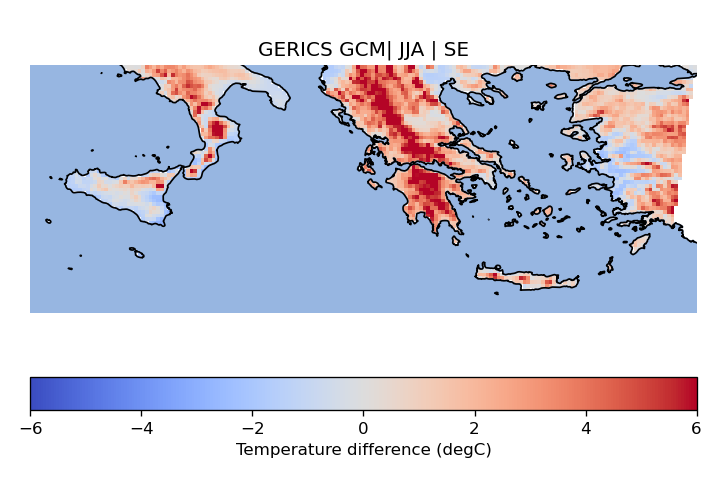 GERICS GCM| JJA | SE
−6 −4 −2 0 2 4 6
Temperature difference (degC)